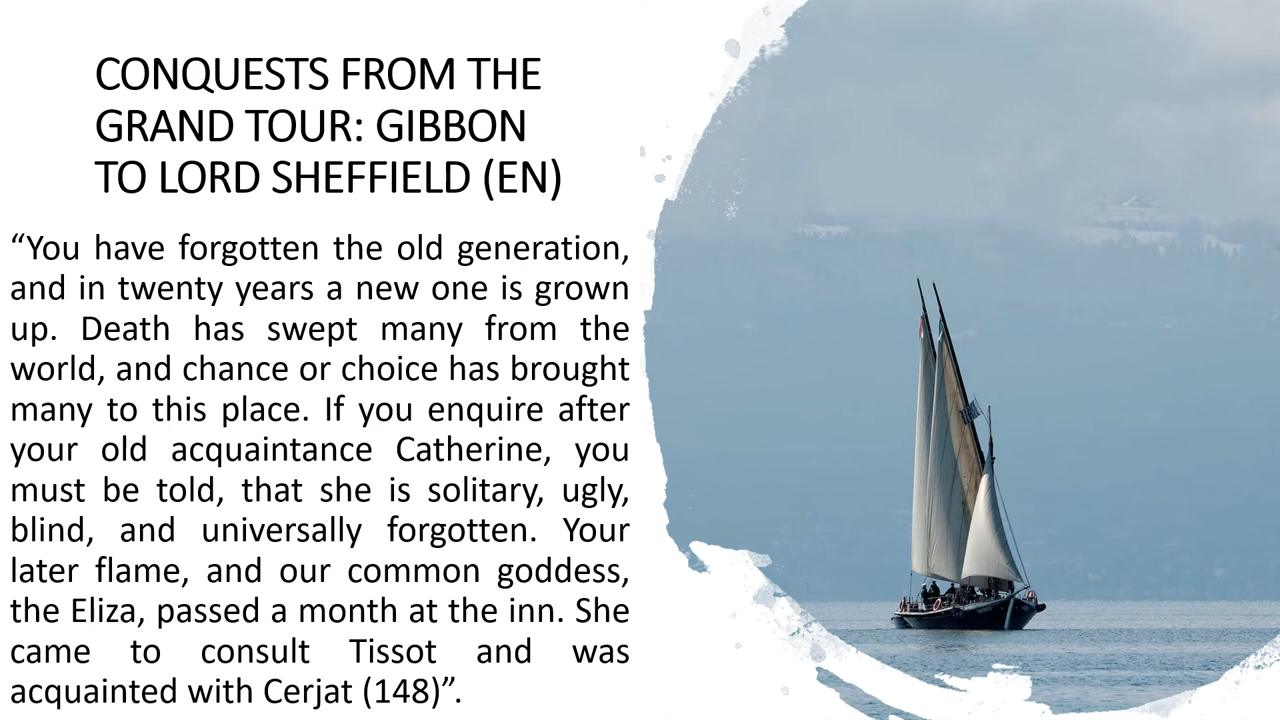 CONQUESTS FROM THE
GRAND TOUR: GIBBON
TO LORD SHEFFIELD (EN)
“You have forgotten the old generation,
and in twenty years a new one is grown
up. Death has swept many from the
world, and chance or choice has brought
many to this place. If you enquire after
your old acquaintance Catherine, you
must be told, that she is solitary, ugly,
blind, and universally forgotten. Your
later flame, and our common goddess,
the Eliza, passed a month at the inn. She
came to consult Tissot and was
acquainted with Cerjat (148)”.